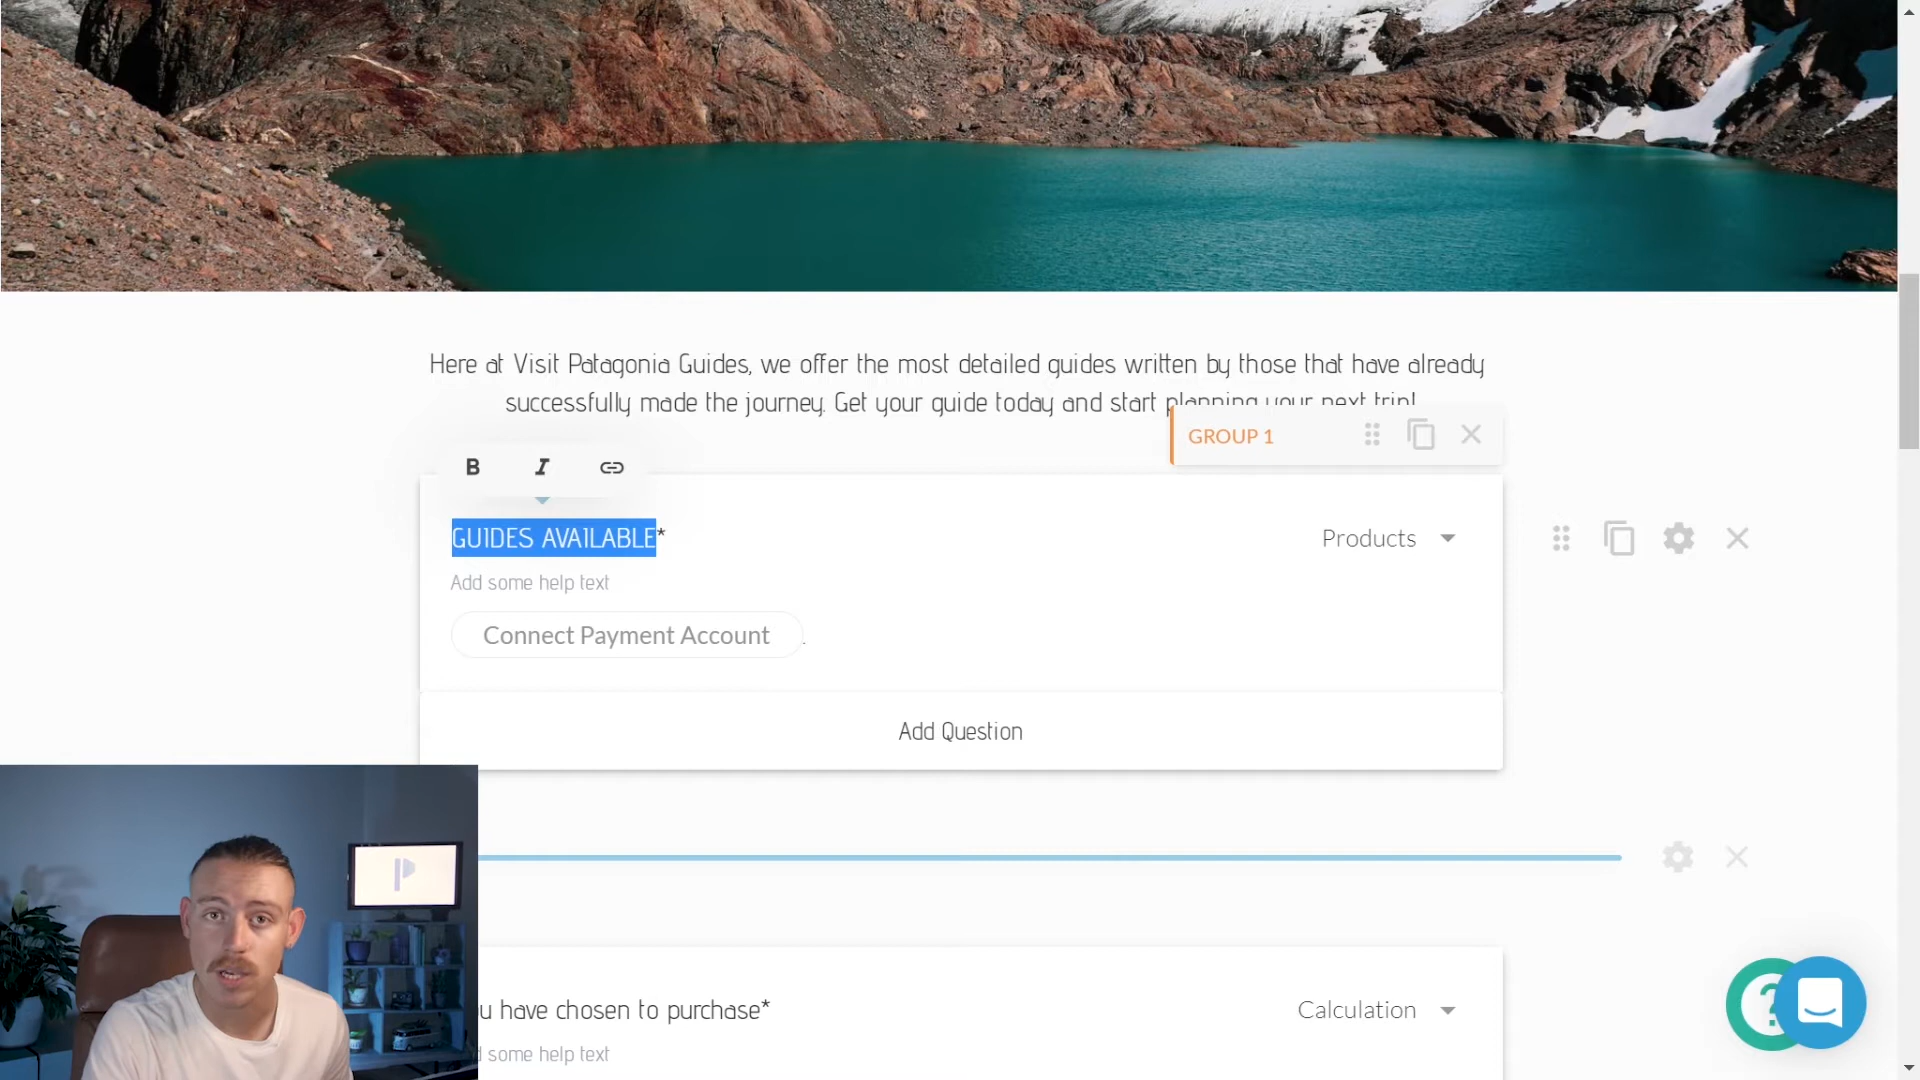 Here at Visit Patagonia Guides, we offer the most detailed guides written by those that have already
successfully made the journey. Get your guide today and start planning your next trip!
GROUP 1
B I
GUIDES AVAILABLE*
Products
Add some help text
Connect Payment Account
Add Question
u have chosen to purchase*
Calculation
some help text